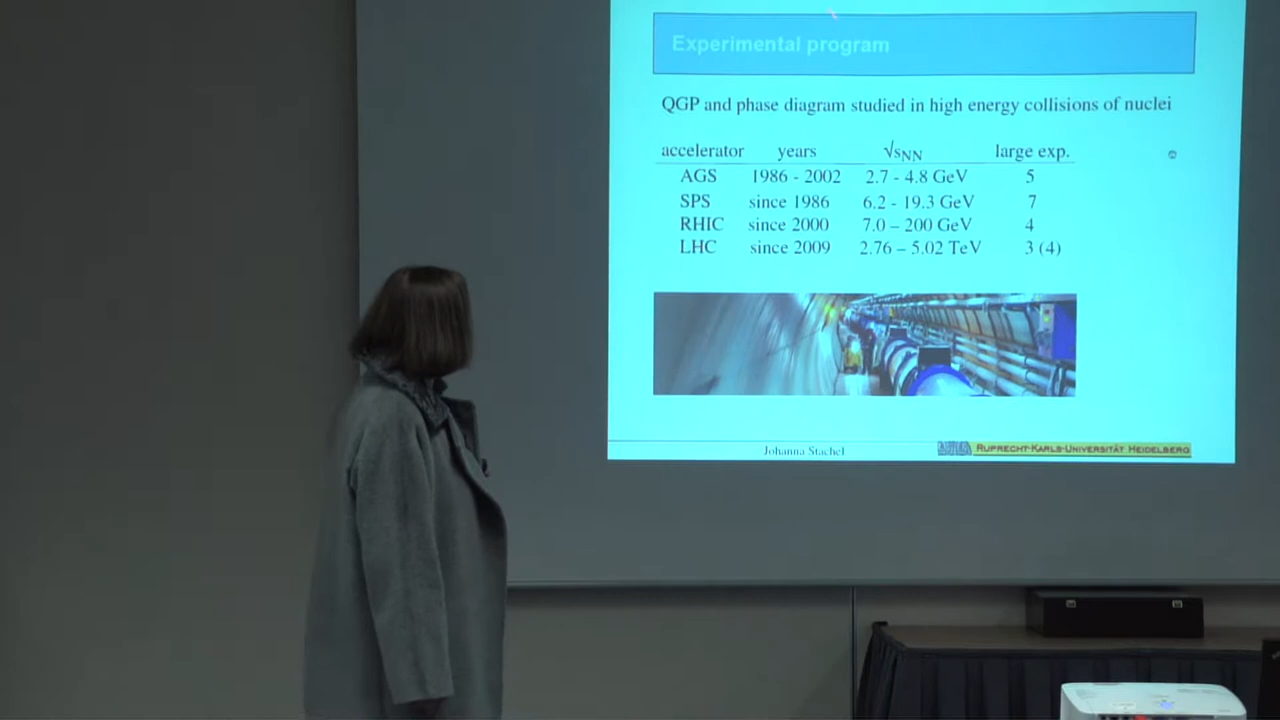 Experimental program
QGP and phase diagram studied in high energy collisions of nuclei
accelerator years √sNN large exp.
AGS 1986 - 2002 2.7 - 4.8 GeV 5
SPS since 1986 6.2 - 19.3 GeV 7
RHIC since 2000 7.0 – 200 GeV 4
LHC since 2009 2.76 – 5.02 TeV 3 (4)
Johanna Stachel RUPRECHT-KARLS-UNIVERSITÄT HEIDELBERG